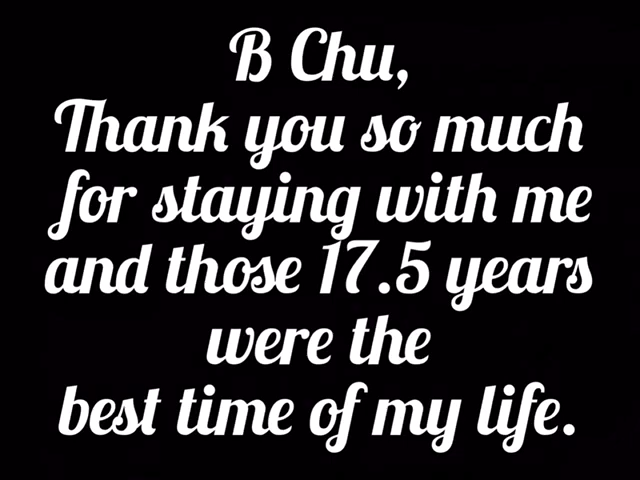 B Chu,
Thank you so much
for staying with me
and those 17.5 years
were the
best time of my life.